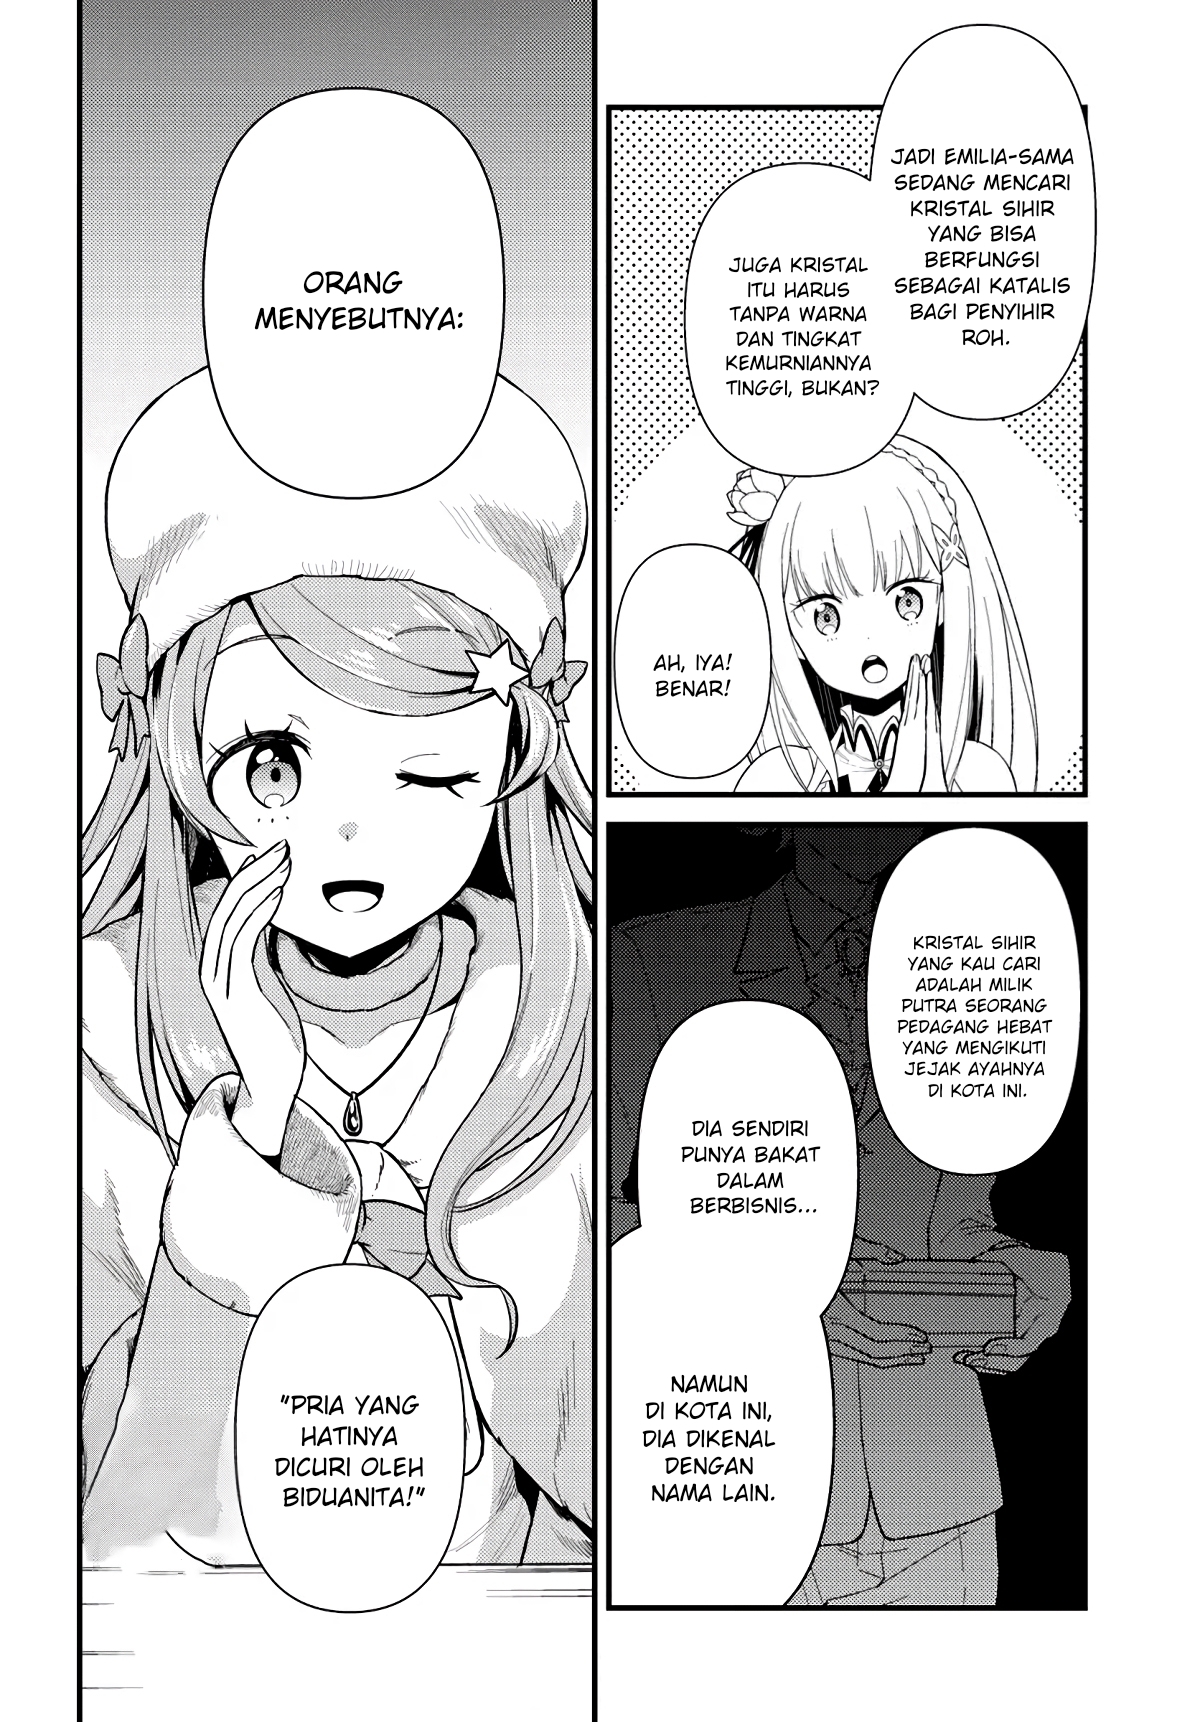 JADI EMILIA-SAMA
SEDANG MENCARI
KRISTAL SIHIR
YANG BISA
BERFUNGSI
SEBAGAI KATALIS
BAGI PENYIHIR
ROH.
JUGA KRISTAL
ITU HARUS
TANPA WARNA
DAN TINGKAT
KEMURNIANNYA
TINGGI, BUKAN?
AH, IYA!
BENAR!
KRISTAL SIHIR
YANG KAU CARI
ADALAH MILIK
PUTRA SEORANG
PEDAGANG HEBAT
YANG MENGIKUTI
JEJAK AYAHNYA
DI KOTA INI.
DIA SENDIRI
PUNYA BAKAT
DALAM
BERBISNIS...
NAMUN
DI KOTA INI,
DIA DIKENAL
DENGAN
NAMA LAIN.
ORANG
MENYEBUTNYA:
"PRIA YANG
HATINYA
DICURI OLEH
BIDUANITA!"